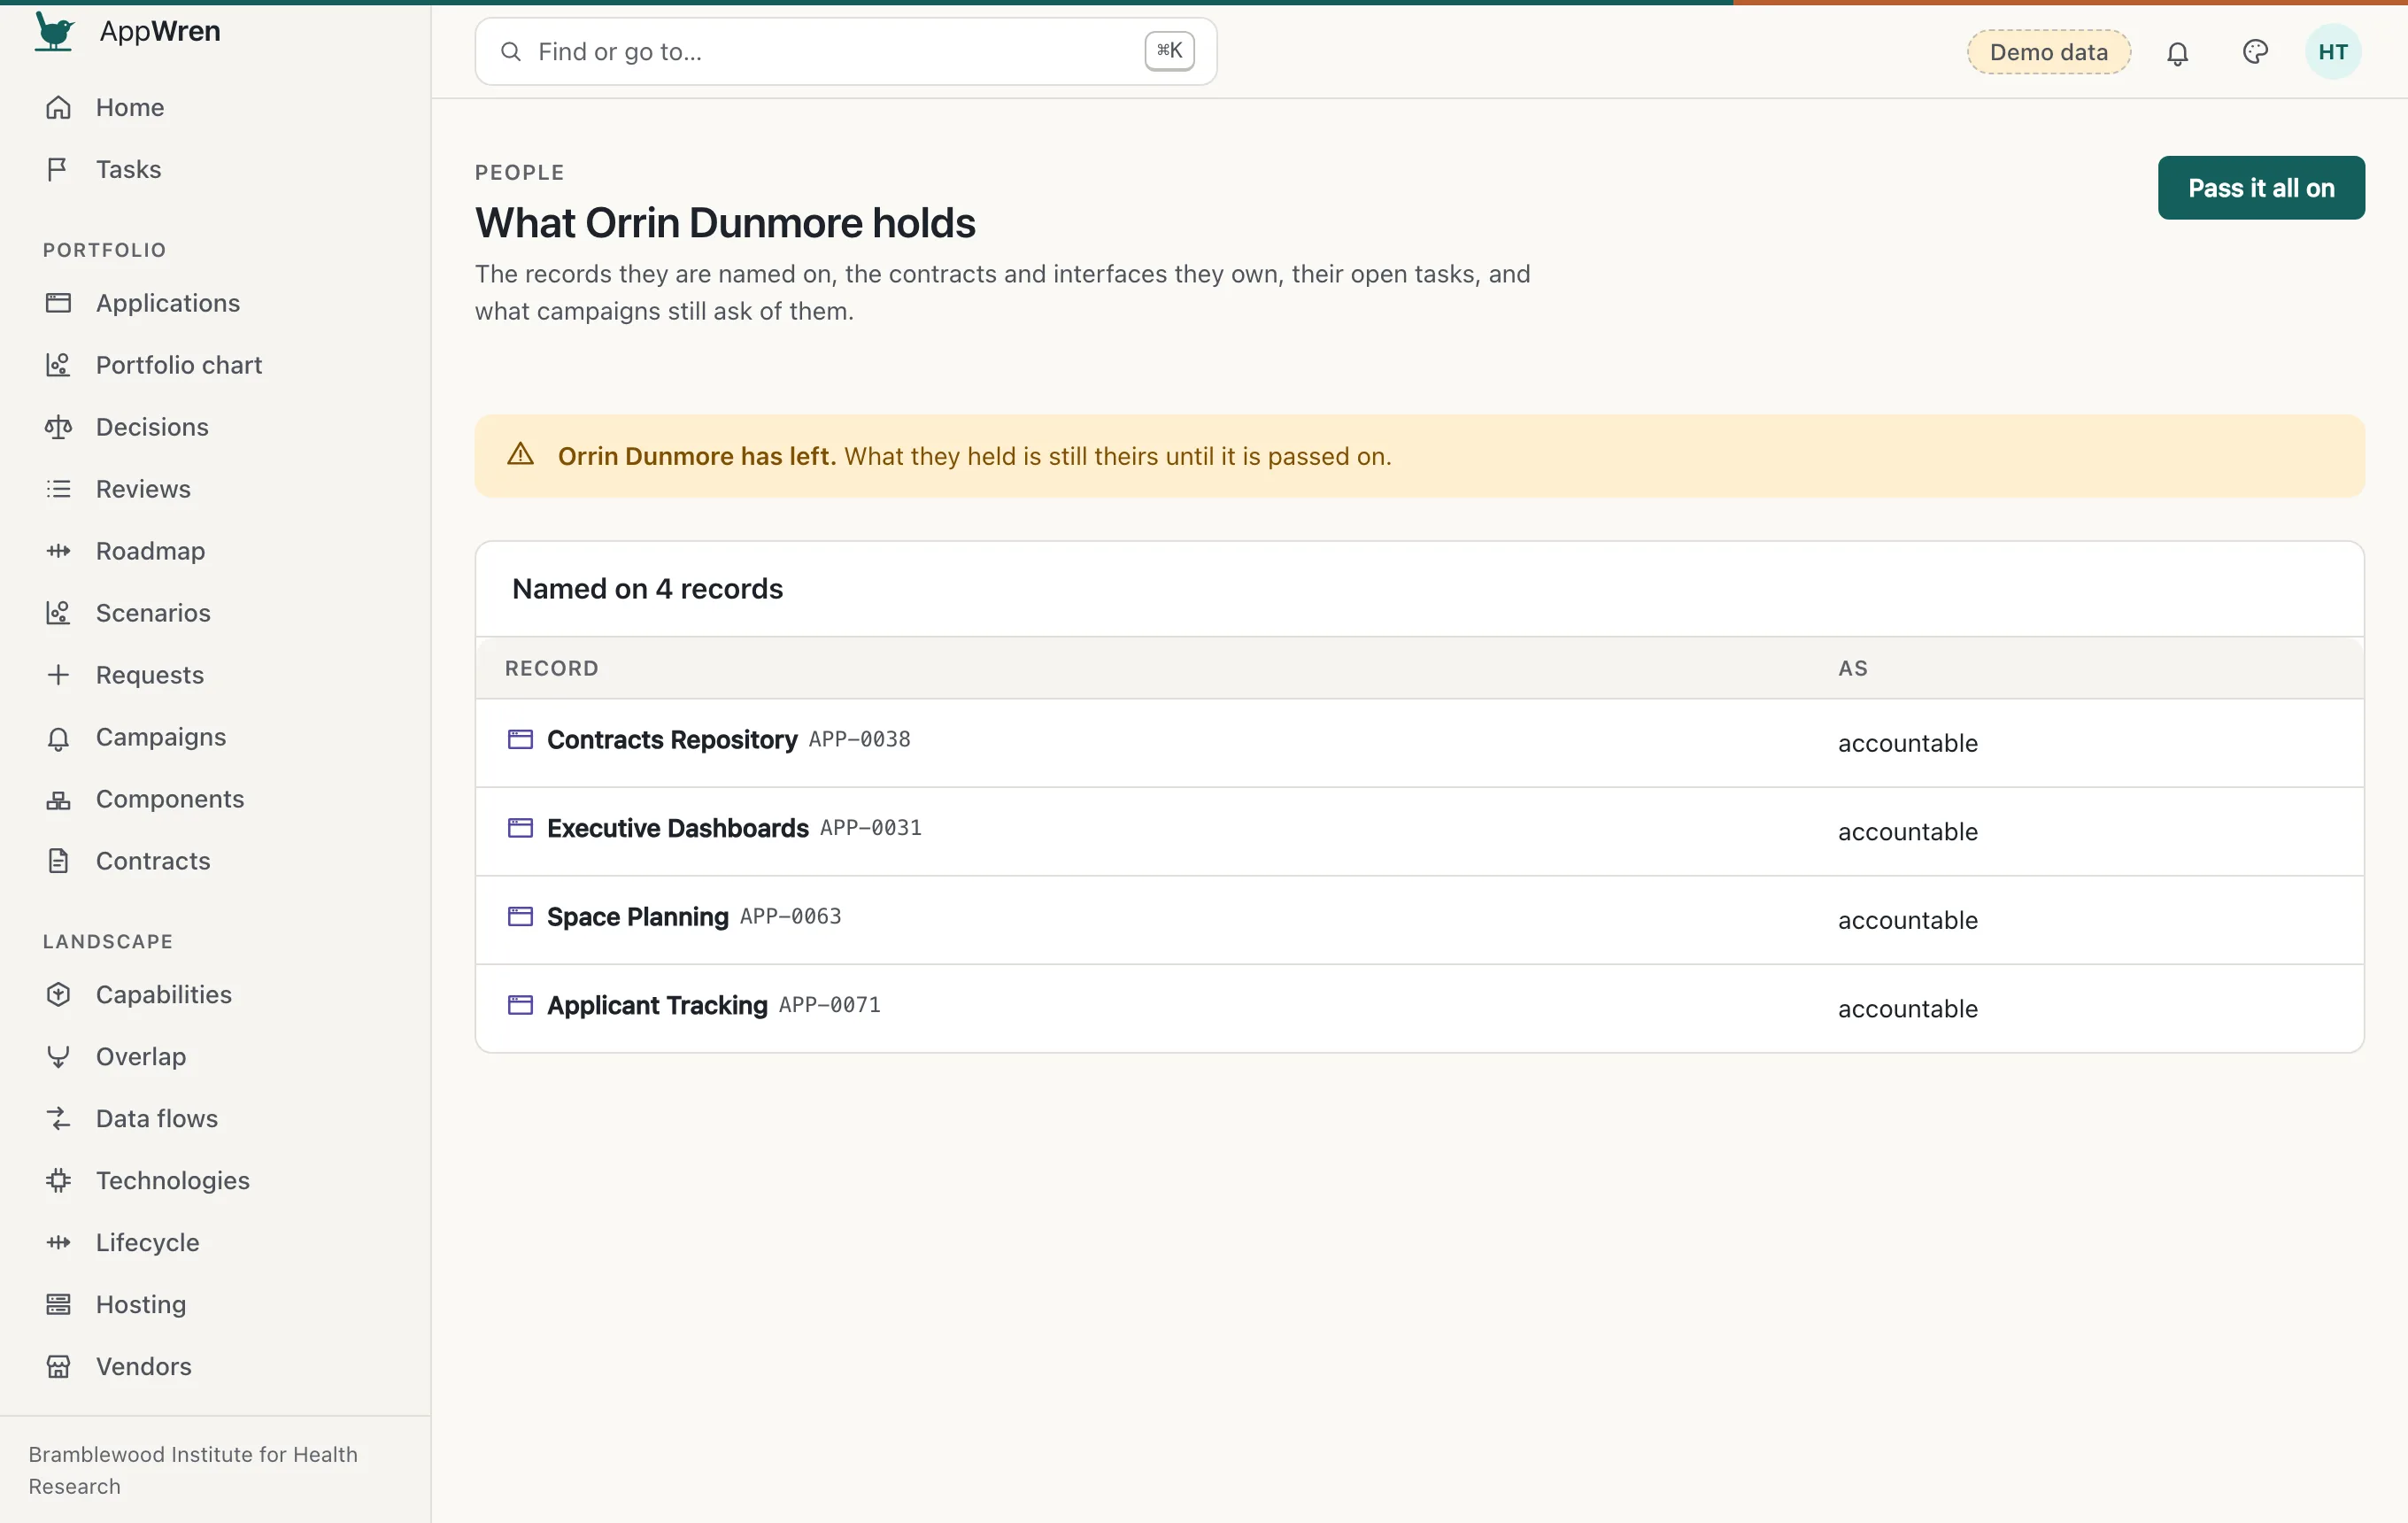 AppWren
Find or go to...
⌘K
Demo data
HT
Home
Tasks
PORTFOLIO
Applications
Portfolio chart
Decisions
Reviews
Roadmap
Scenarios
Requests
Campaigns
Components
Contracts
LANDSCAPE
Capabilities
Overlap
Data flows
Technologies
Lifecycle
Hosting
Vendors
Bramblewood Institute for Health
Research
PEOPLE
What Orrin Dunmore holds
Pass it all on
The records they are named on, the contracts and interfaces they own, their open tasks, and
what campaigns still ask of them.
Orrin Dunmore has left. What they held is still theirs until it is passed on.
Named on 4 records
RECORD AS
Contracts Repository APP-0038 accountable
Executive Dashboards APP-0031 accountable
Space Planning APP-0063 accountable
Applicant Tracking APP-0071 accountable